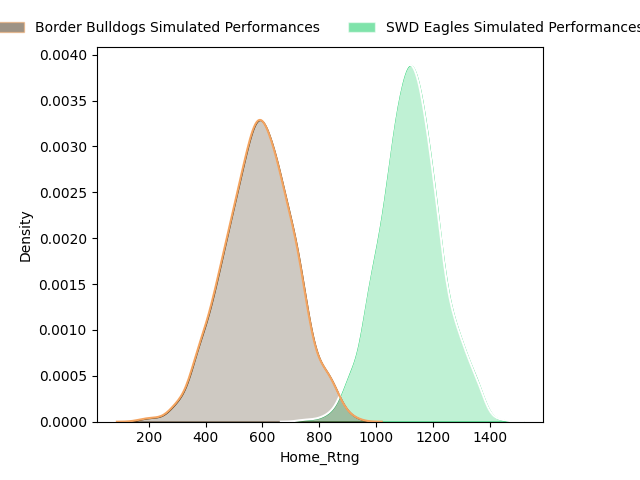 Border Bulldogs Simulated Performances SWD Eagles Simulated Performances
0.0040
0.0035
0.0030
0.0025
0.0020
0.0015
0.0010
0.0005
0.0000
Density
200 400 600 800 1000 1200 1400
Home_Rtng